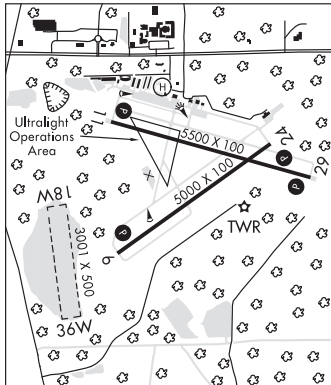 H
P
11
Ultralight
Operations
Area
5500 X 100
24
P
29
5000 X 100
P
18W
3001 X 500
TWR
P
6
36W